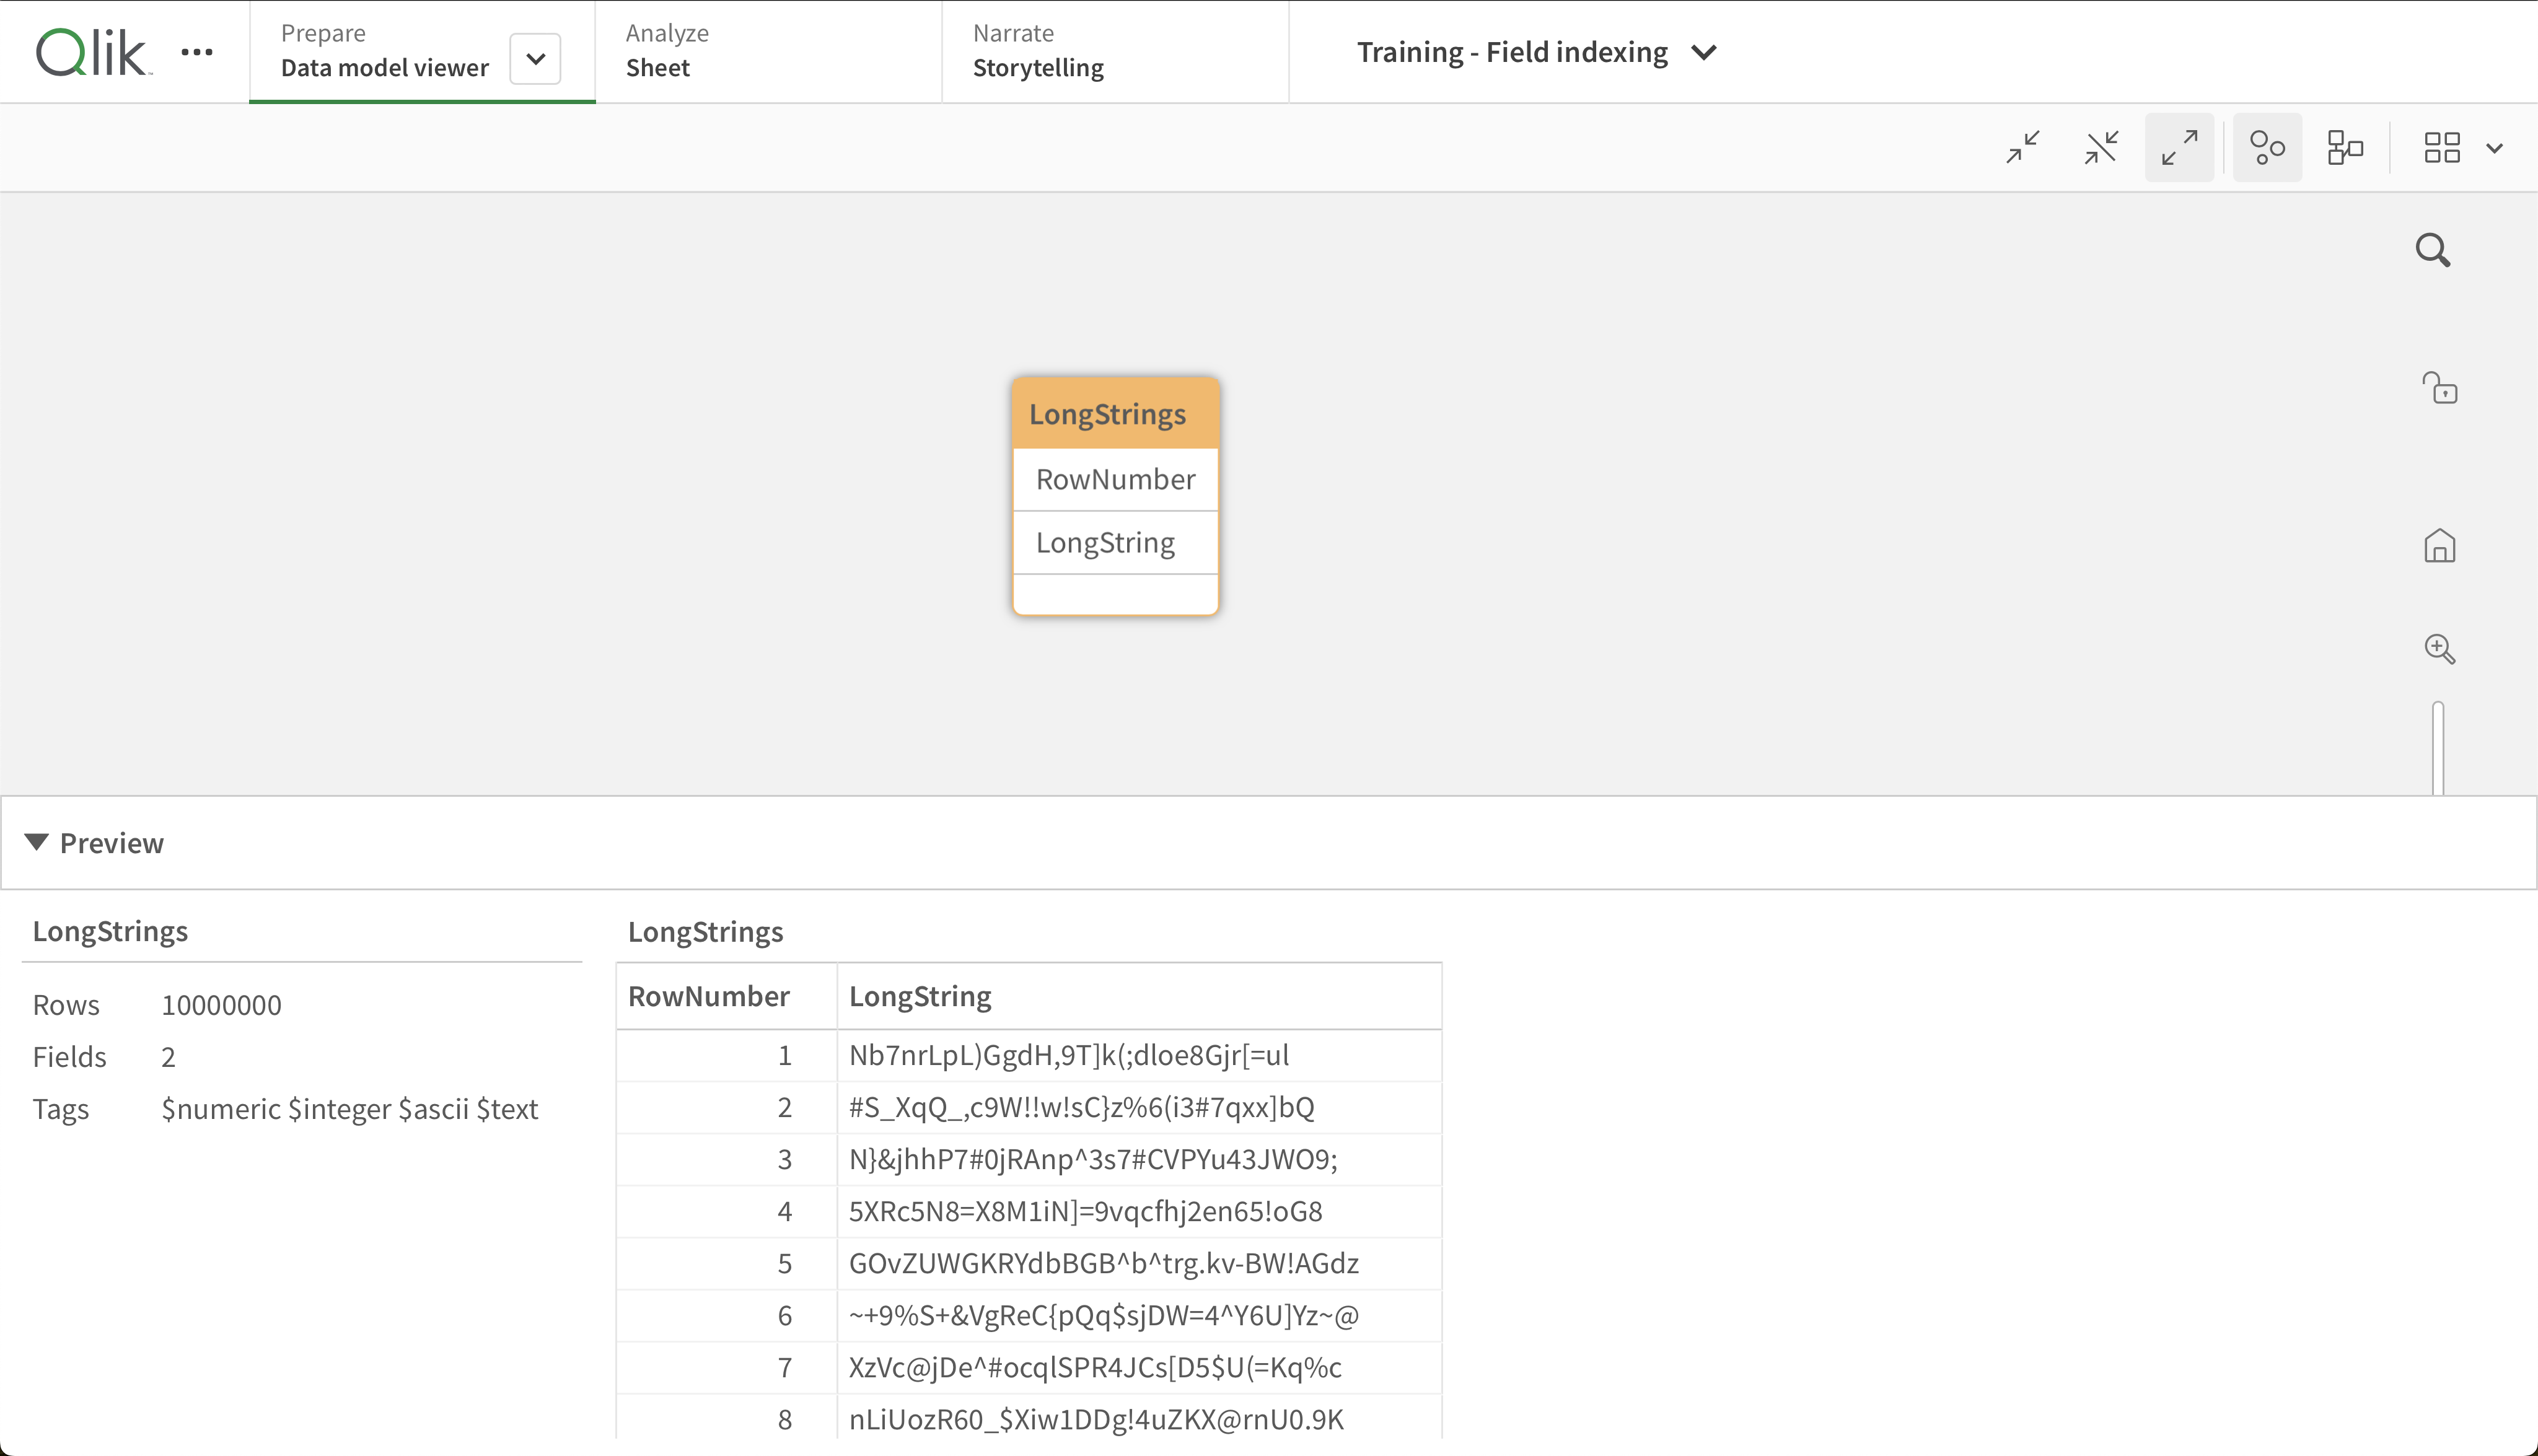 Qlik
Prepare
Data model viewer
Analyze
Sheet
Narrate
Storytelling
Training - Field indexing
LongStrings
RowNumber
LongString
Preview
LongStrings
Rows 10000000
Fields 2
Tags $numeric $integer $ascii $text
LongStrings
RowNumber LongString
1 Nb7nrLpL)GgdH,9T]k(;dloe8Gjr[=ul
2 #S_XqQ_,c9W!!w!sC}z%6(i3#7qxx]bQ
3 N}&jhhP7#0jRAnp^3s7#CVPYu43JWO9;
4 5XRc5N8=X8M1iN]=9vqcfhj2en65!oG8
5 GOvZUWGKRYdbBGB^b^trg.kv-BW!AGdz
6 ~+9%S+&VgReC{pQq$sjDW=4^Y6U]Yz~@
7 XzVc@jDe^#ocqlSPR4JCs[D5$U(=Kq%c
8 nLiUozR60_$Xiw1DDg!4uZKX@rnU0.9K